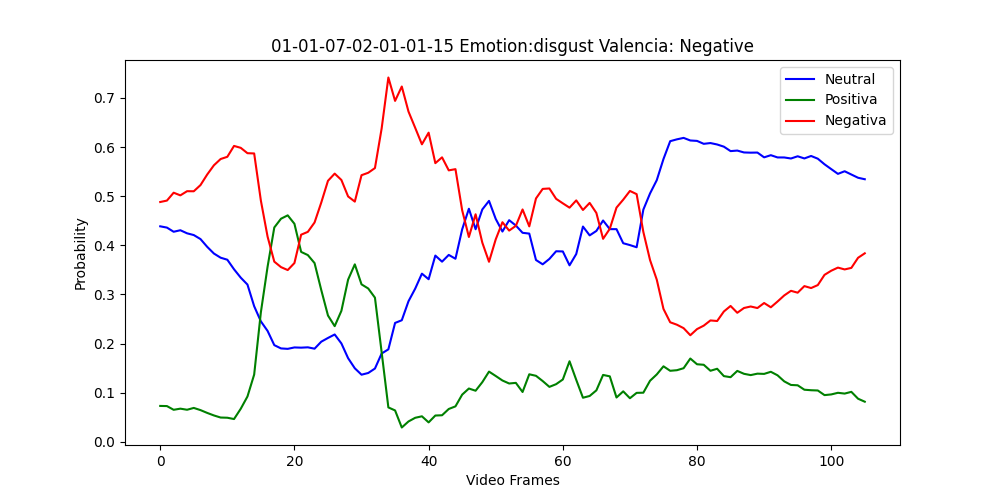 01-01-07-02-01-01-15 Emotion:disgust Valencia: Negative
Neutral
Positiva
Negativa
Probability
0.7
0.6
0.5
0.4
0.3
0.2
0.1
0.0
0 20 40 60 80 100
Video Frames